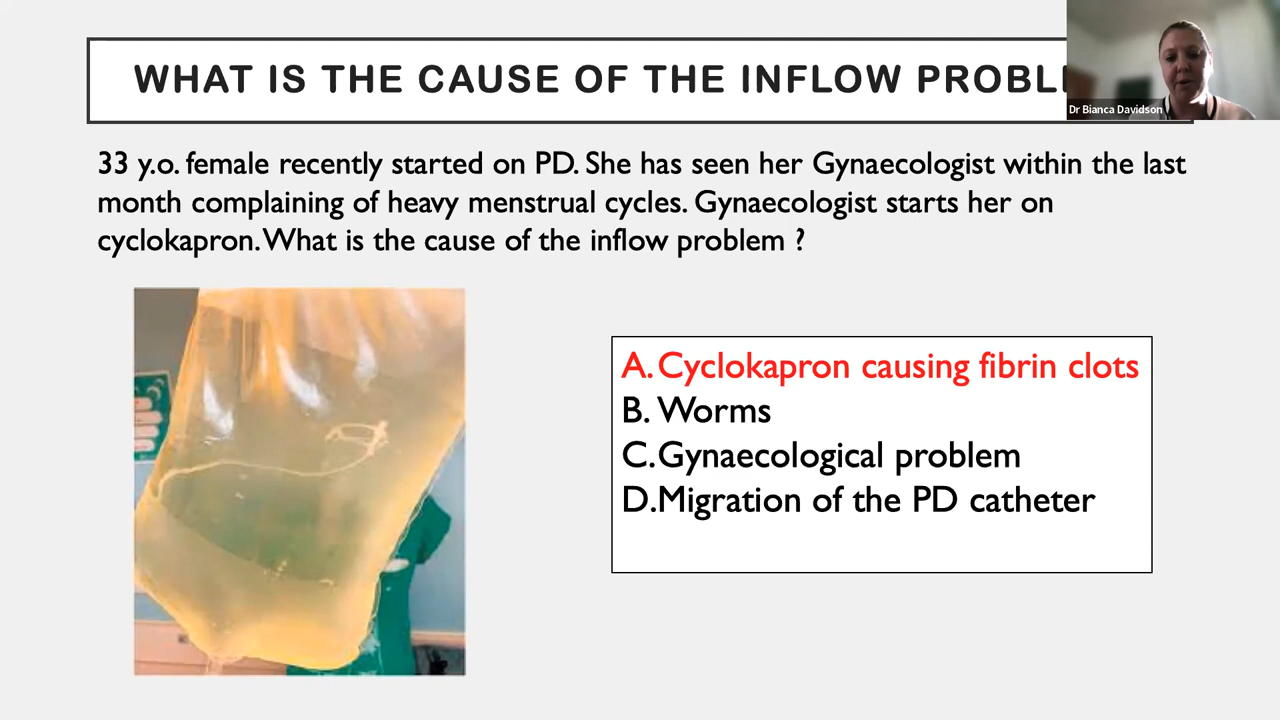 WHAT IS THE CAUSE OF THE INFLOW
Dr Bianca Davidson
33 y.o. female recently started on PD. She has seen her Gynaecologist within the last
month complaining of heavy menstrual cycles. Gynaecologist starts her on
cyclokapron. What is the cause of the inflow problem ?
A. Cyclokapron causing fibrin clots
B. Worms
C. Gynaecological problem
D. Migration of the PD catheter